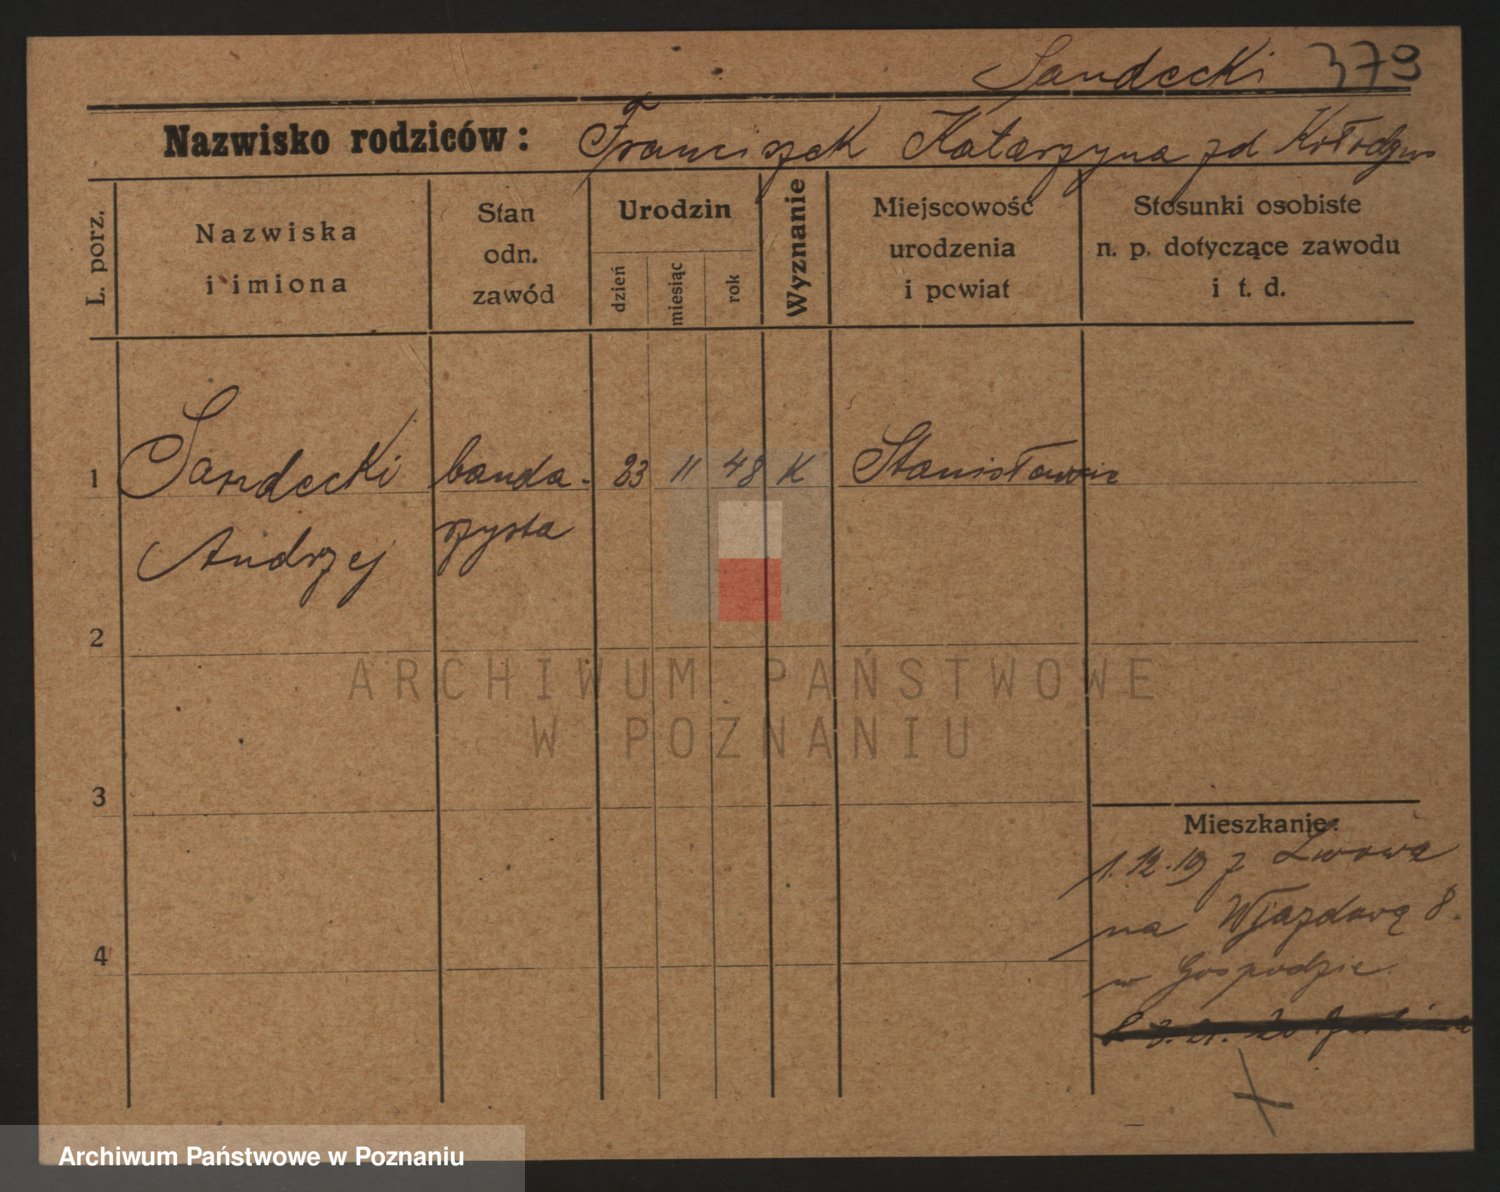 Sandecki 379
Nazwisko rodziców: Franciszek Katarzyna zd Kołodziej
L. porz.
Nazwiska
i imiona
Stan
odn.
zawód
Urodzin
dzień
miesiąc
rok
Wyznanie
Miejscowość
urodzenia
i powiat
Stosunki osobiste
n. p. dotyczące zawodu
i t. d.
1 Sandecki banda- 23 11 48 K Stanisławów
Andrzej żysta
2
ARCHIWUM PAŃSTWOWE
W POZNANIU
3
Mieszkanie:
1.12.19 z Lwowa
na Wjazdową 8.
w Gospodzie
4
Archiwum Państwowe w Poznaniu